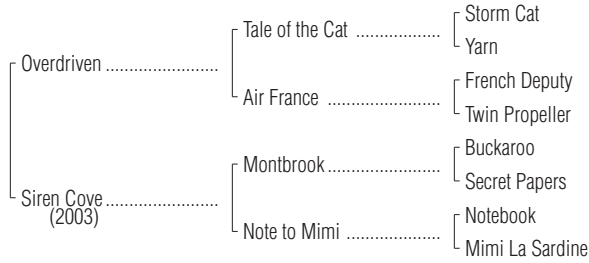 Storm Cat
Tale of the Cat ..................
Yarn
Overdriven ........................
French Deputy
Air France ........................
Twin Propeller
Buckaroo
Montbrook ........................
Secret Papers
Siren Cove ........................
(2003)
Notebook
Note to Mimi ....................
Mimi La Sardine